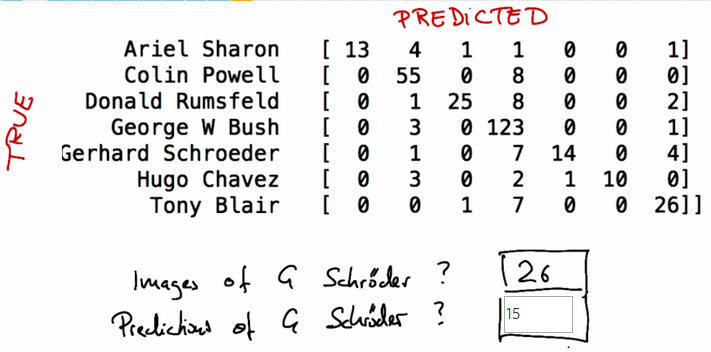 PREDICTED
TRUE
Ariel Sharon [ 13 4 1 1 0 0 1]
Colin Powell [ 0 55 0 8 0 0 0]
Donald Rumsfeld [ 0 1 25 8 0 0 2]
George W Bush [ 0 3 0 123 0 0 1]
Gerhard Schroeder [ 0 1 0 7 14 0 4]
Hugo Chavez [ 0 3 0 2 1 10 0]
Tony Blair [ 0 0 1 7 0 0 26]]
Images of G Schröder ? 26
Predictions of G Schröder ? 15